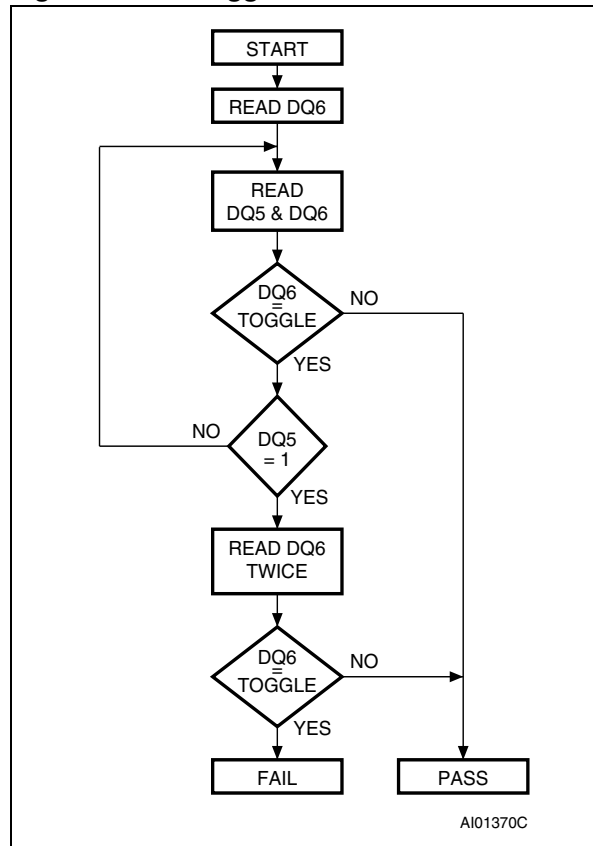 START
READ DQ6
READ
DQ5 & DQ6
DQ6
=
TOGGLE
NO
YES
NO
DQ5
= 1
YES
READ DQ6
TWICE
DQ6
=
TOGGLE
NO
YES
FAIL
PASS
AI01370C